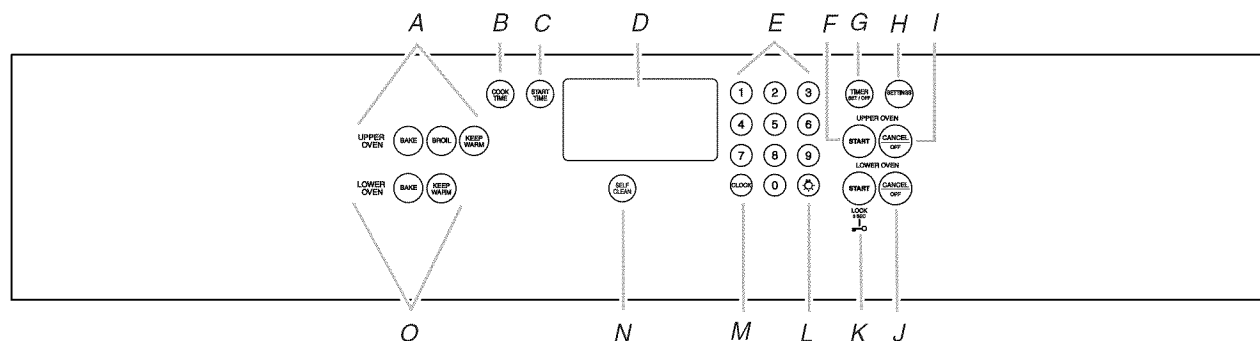 A B C D E F G H I
COOK TIME
START TIME
1 2 3
TIMER SET / OFF
SETTINGS
4 5 6
UPPER OVEN
BAKE
BROIL
KEEP WARM
UPPER OVEN
START
CANCEL OFF
7 8 9
LOWER OVEN
BAKE
KEEP WARM
SELF CLEAN
CLOCK
0
LOWER OVEN
START
CANCEL OFF
LOCK
3 SEC
O N M L K J